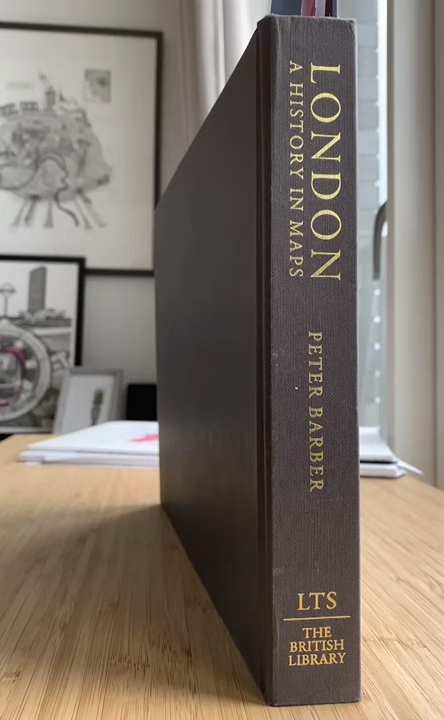 LONDON
A HISTORY IN MAPS
PETER BARBER
LTS
THE
BRITISH
LIBRARY